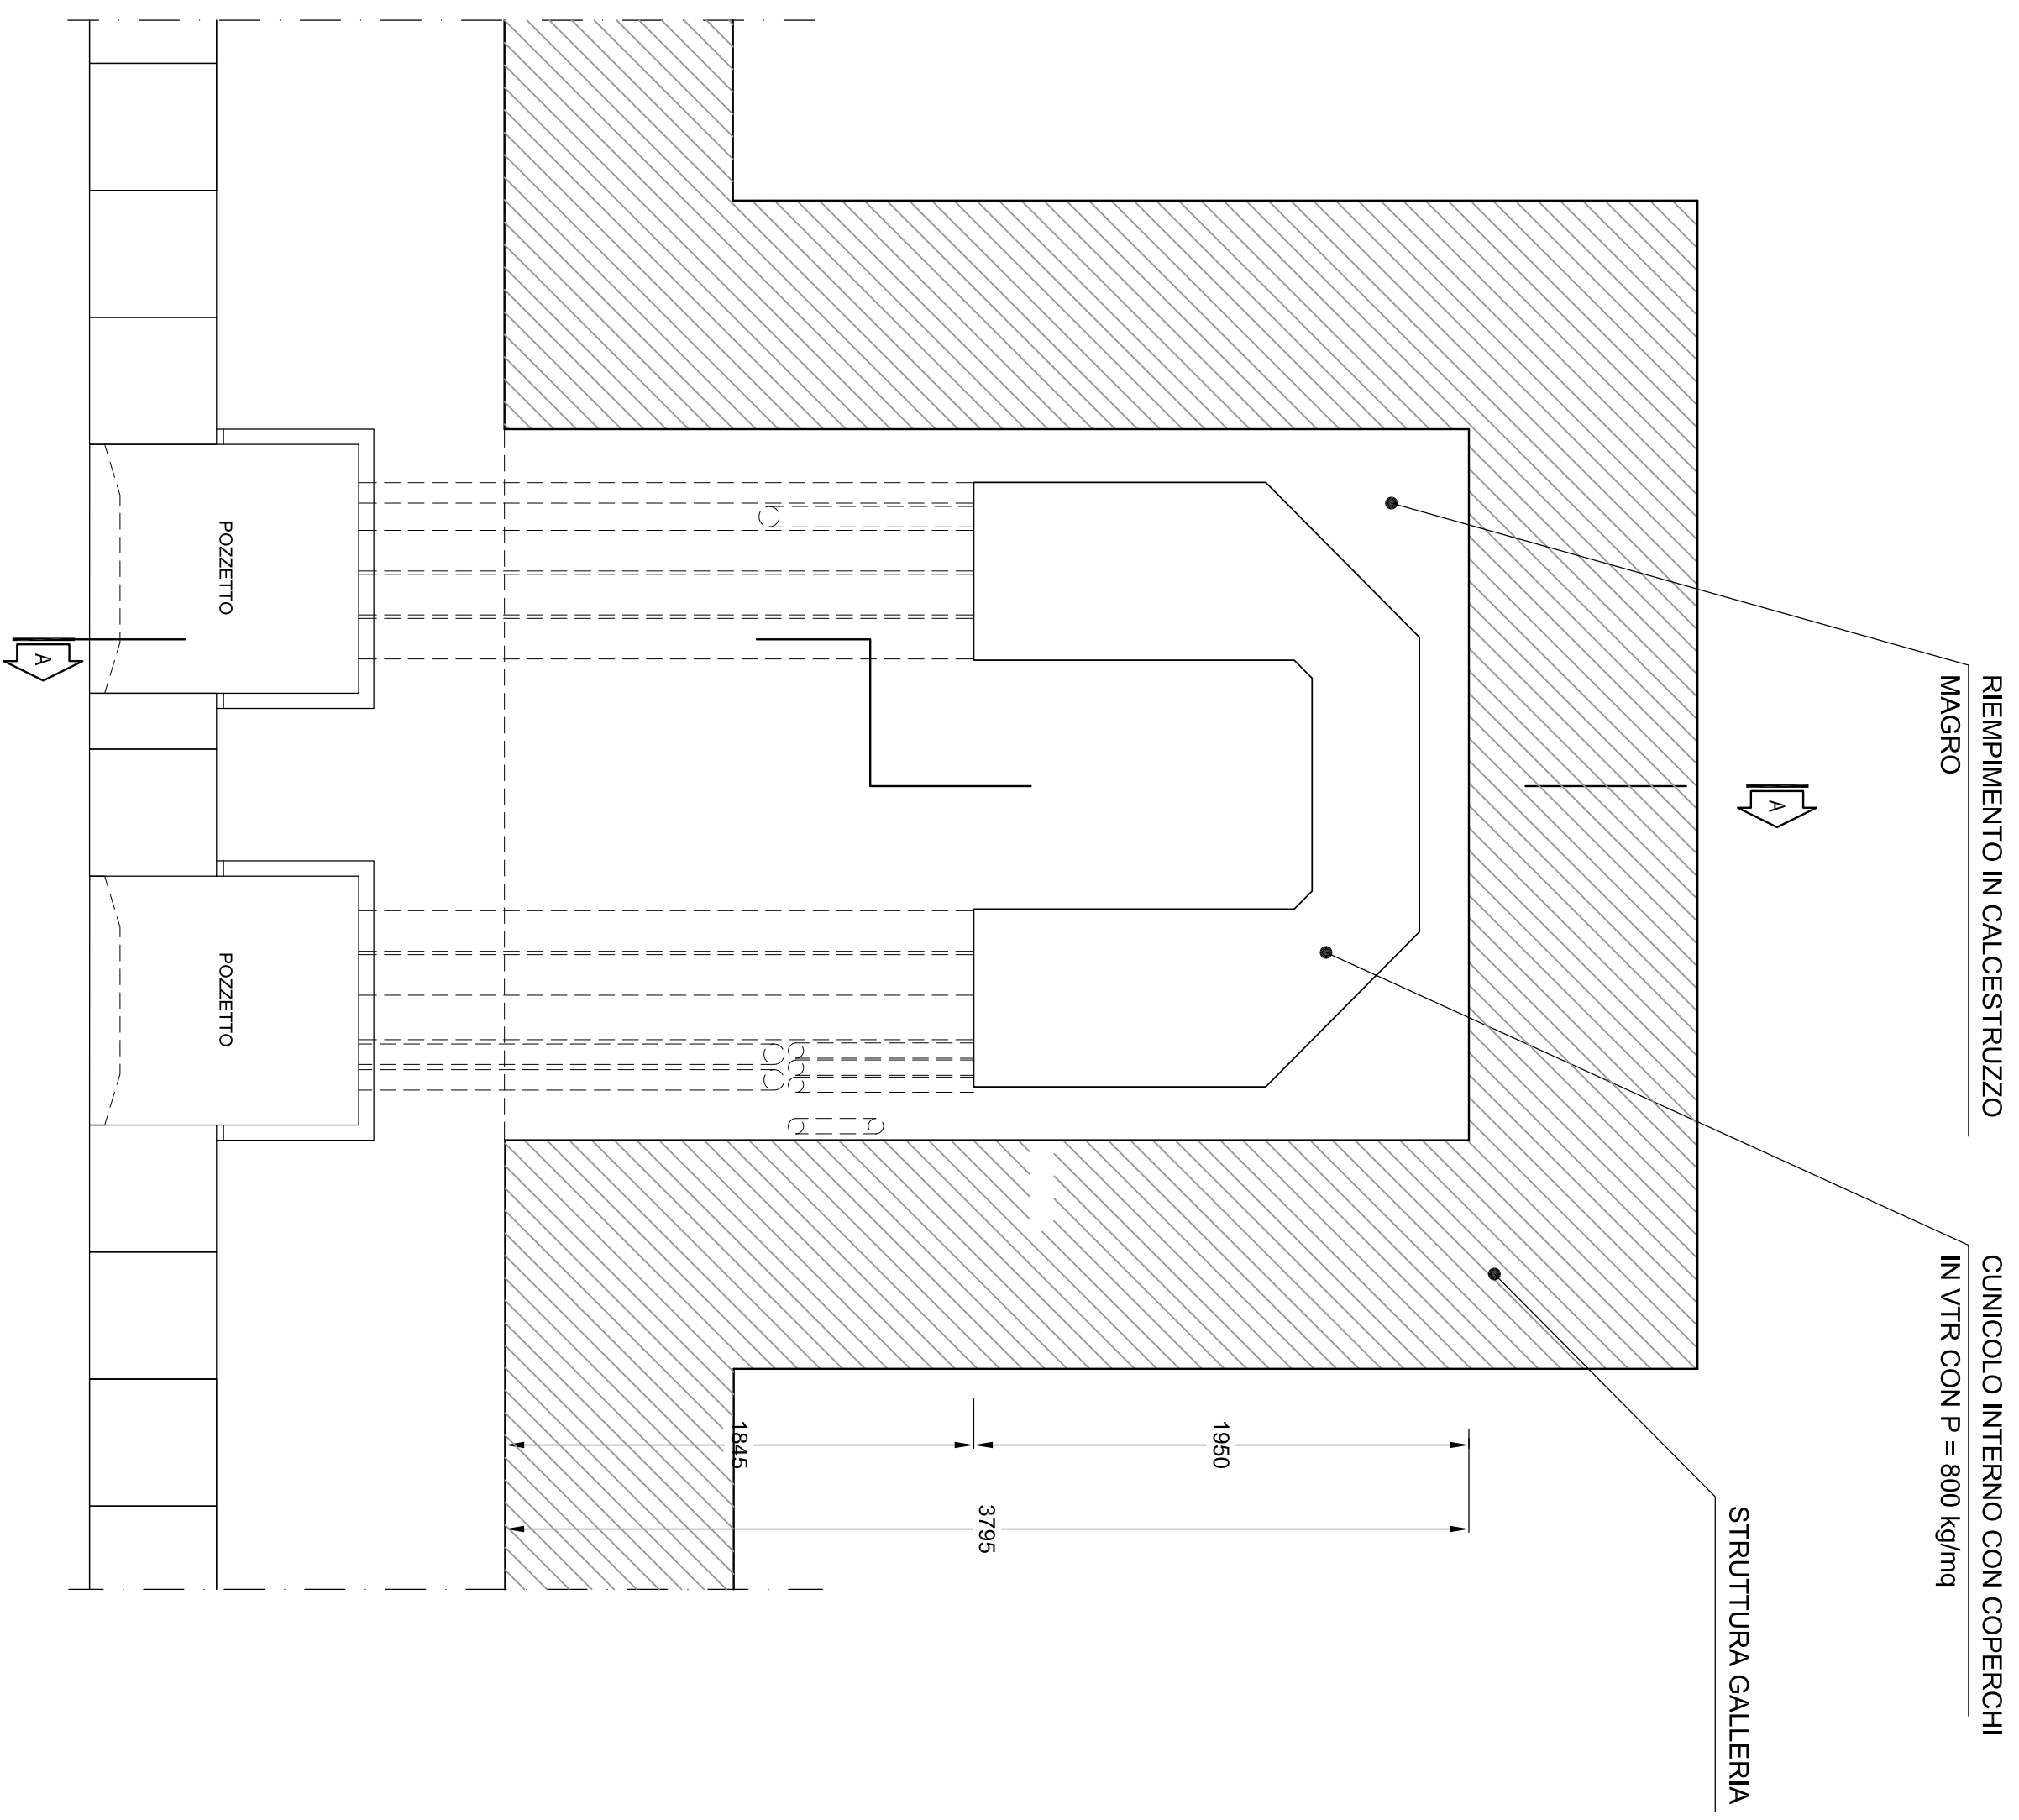 RIEMPIMENTO IN CALCESTRUZZO
MAGRO
CUNICOLO INTERNO CON COPERCHI
IN VTR CON P = 800 kg/mq
STRUTTURA GALLERIA
A
1950
3795
1845
POZZETTO
POZZETTO
A